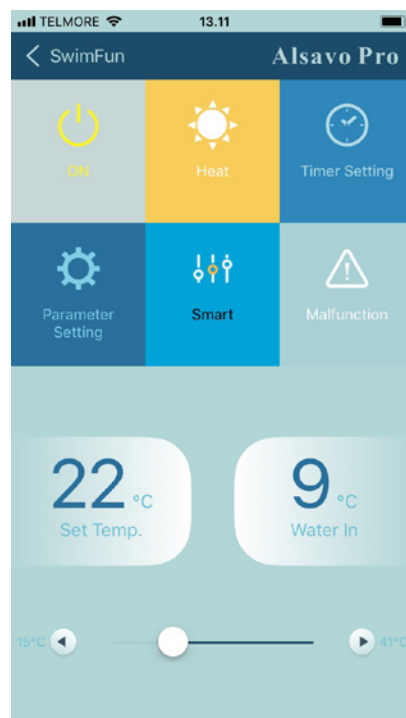 TELMORE 13.11
SwimFun Alsavo Pro
ON Heat Timer Setting
Parameter
Setting
Smart Malfunction
22 °C 9 °C
Set Temp. Water In
15°C 41°C